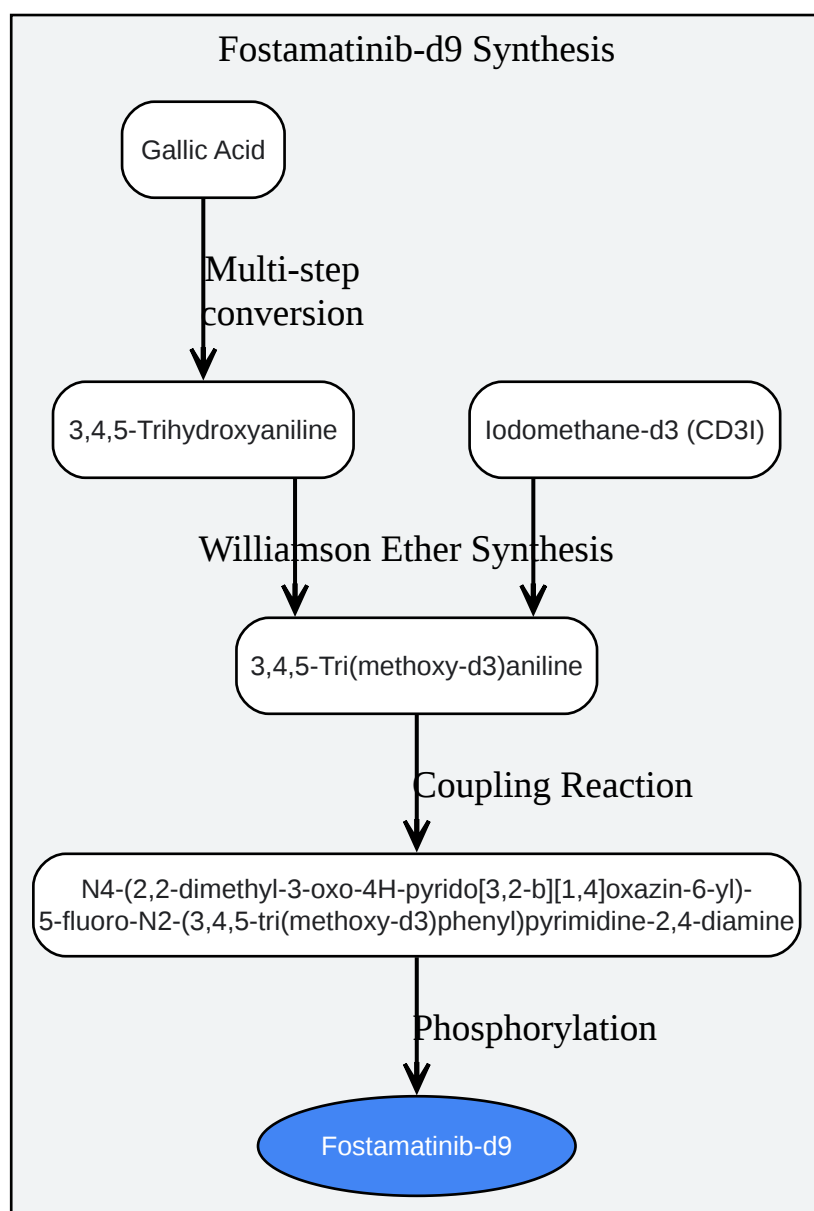 Fostamatinib-d9 Synthesis
Gallic Acid
Multi-step
conversion
3,4,5-Trihydroxyaniline
Iodomethane-d3 (CD3I)
Williamson Ether Synthesis
3,4,5-Tri(methoxy-d3)aniline
Coupling Reaction
N4-(2,2-dimethyl-3-oxo-4H-pyrido[3,2-b][1,4]oxazin-6-yl)-
5-fluoro-N2-(3,4,5-tri(methoxy-d3)phenyl)pyrimidine-2,4-diamine
Phosphorylation
Fostamatinib-d9